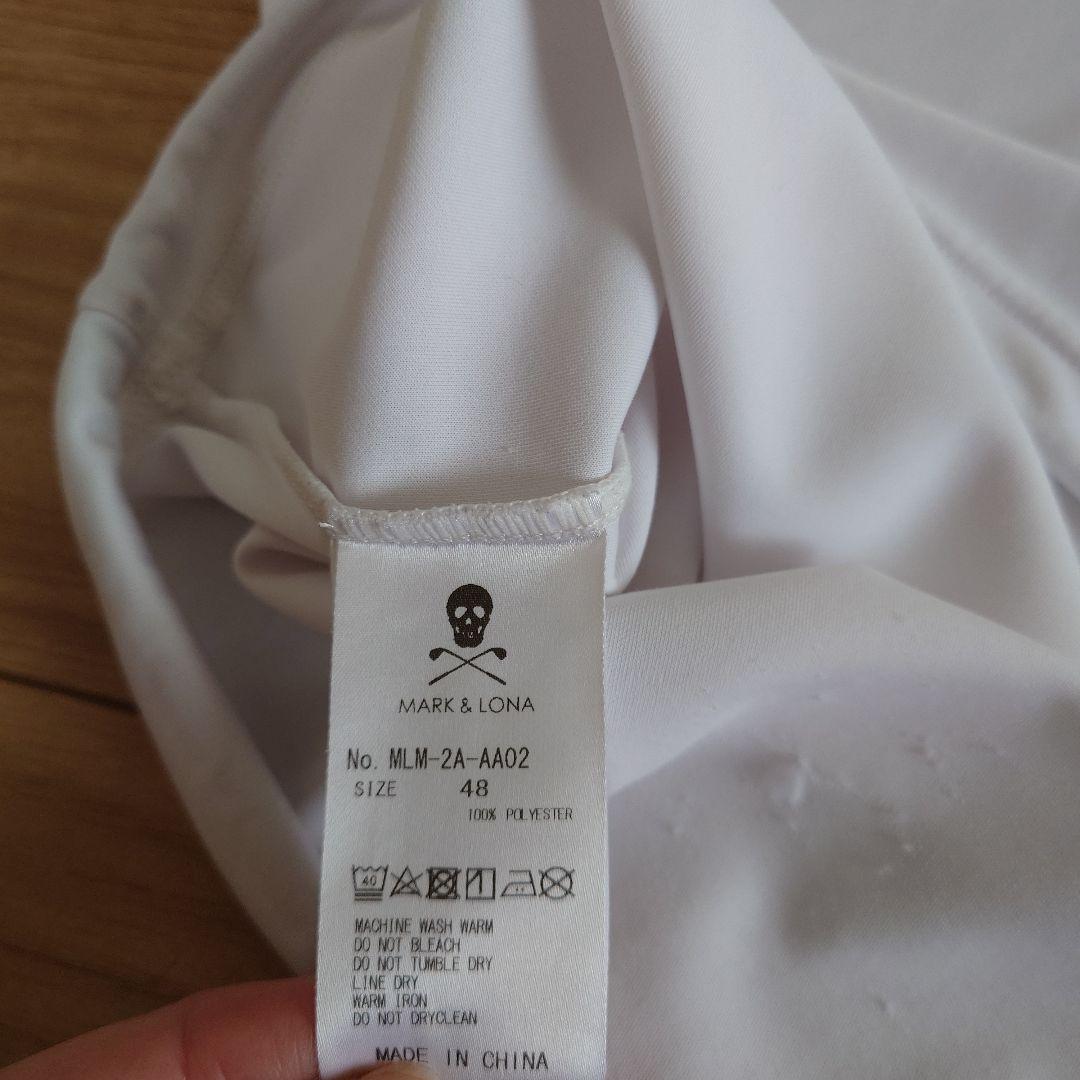 MARK & LONA
No. MLM-2A-AA02
SIZE 48
100% POLYESTER
40
MACHINE WASH WARM
DO NOT BLEACH
DO NOT TUMBLE DRY
LINE DRY
WARM IRON
DO NOT DRYCLEAN
MADE IN CHINA